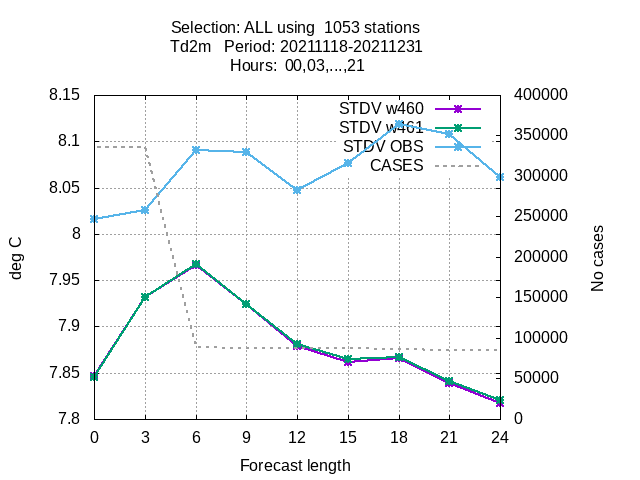 Selection: ALL using  1053 stations
Td2m   Period: 20211118-20211231
Hours:  00,03,...,21
STDV w460
STDV w461
STDV OBS
CASES
8.15
8.1
8.05
8
7.95
7.9
7.85
7.8
400000
350000
300000
250000
200000
150000
100000
50000
0
deg C
No cases
0 3 6 9 12 15 18 21 24
Forecast length